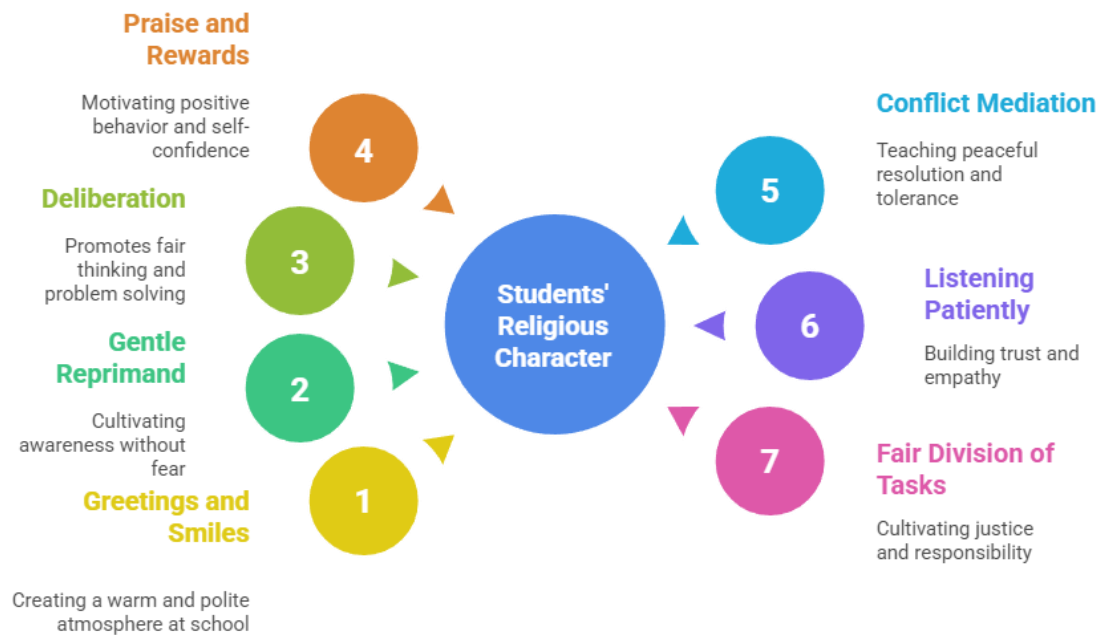 Praise and
Rewards
Motivating positive
behavior and self-
confidence
4
Deliberation
Promotes fair
thinking and
problem solving
3
Gentle
Reprimand
Cultivating
awareness without
fear
2
Greetings and
Smiles
Creating a warm and polite
atmosphere at school
1
Students'
Religious
Character
Conflict Mediation
Teaching peaceful
resolution and
tolerance
5
Listening
Patiently
Building trust and
empathy
6
Fair Division of
Tasks
Cultivating justice
and responsibility
7